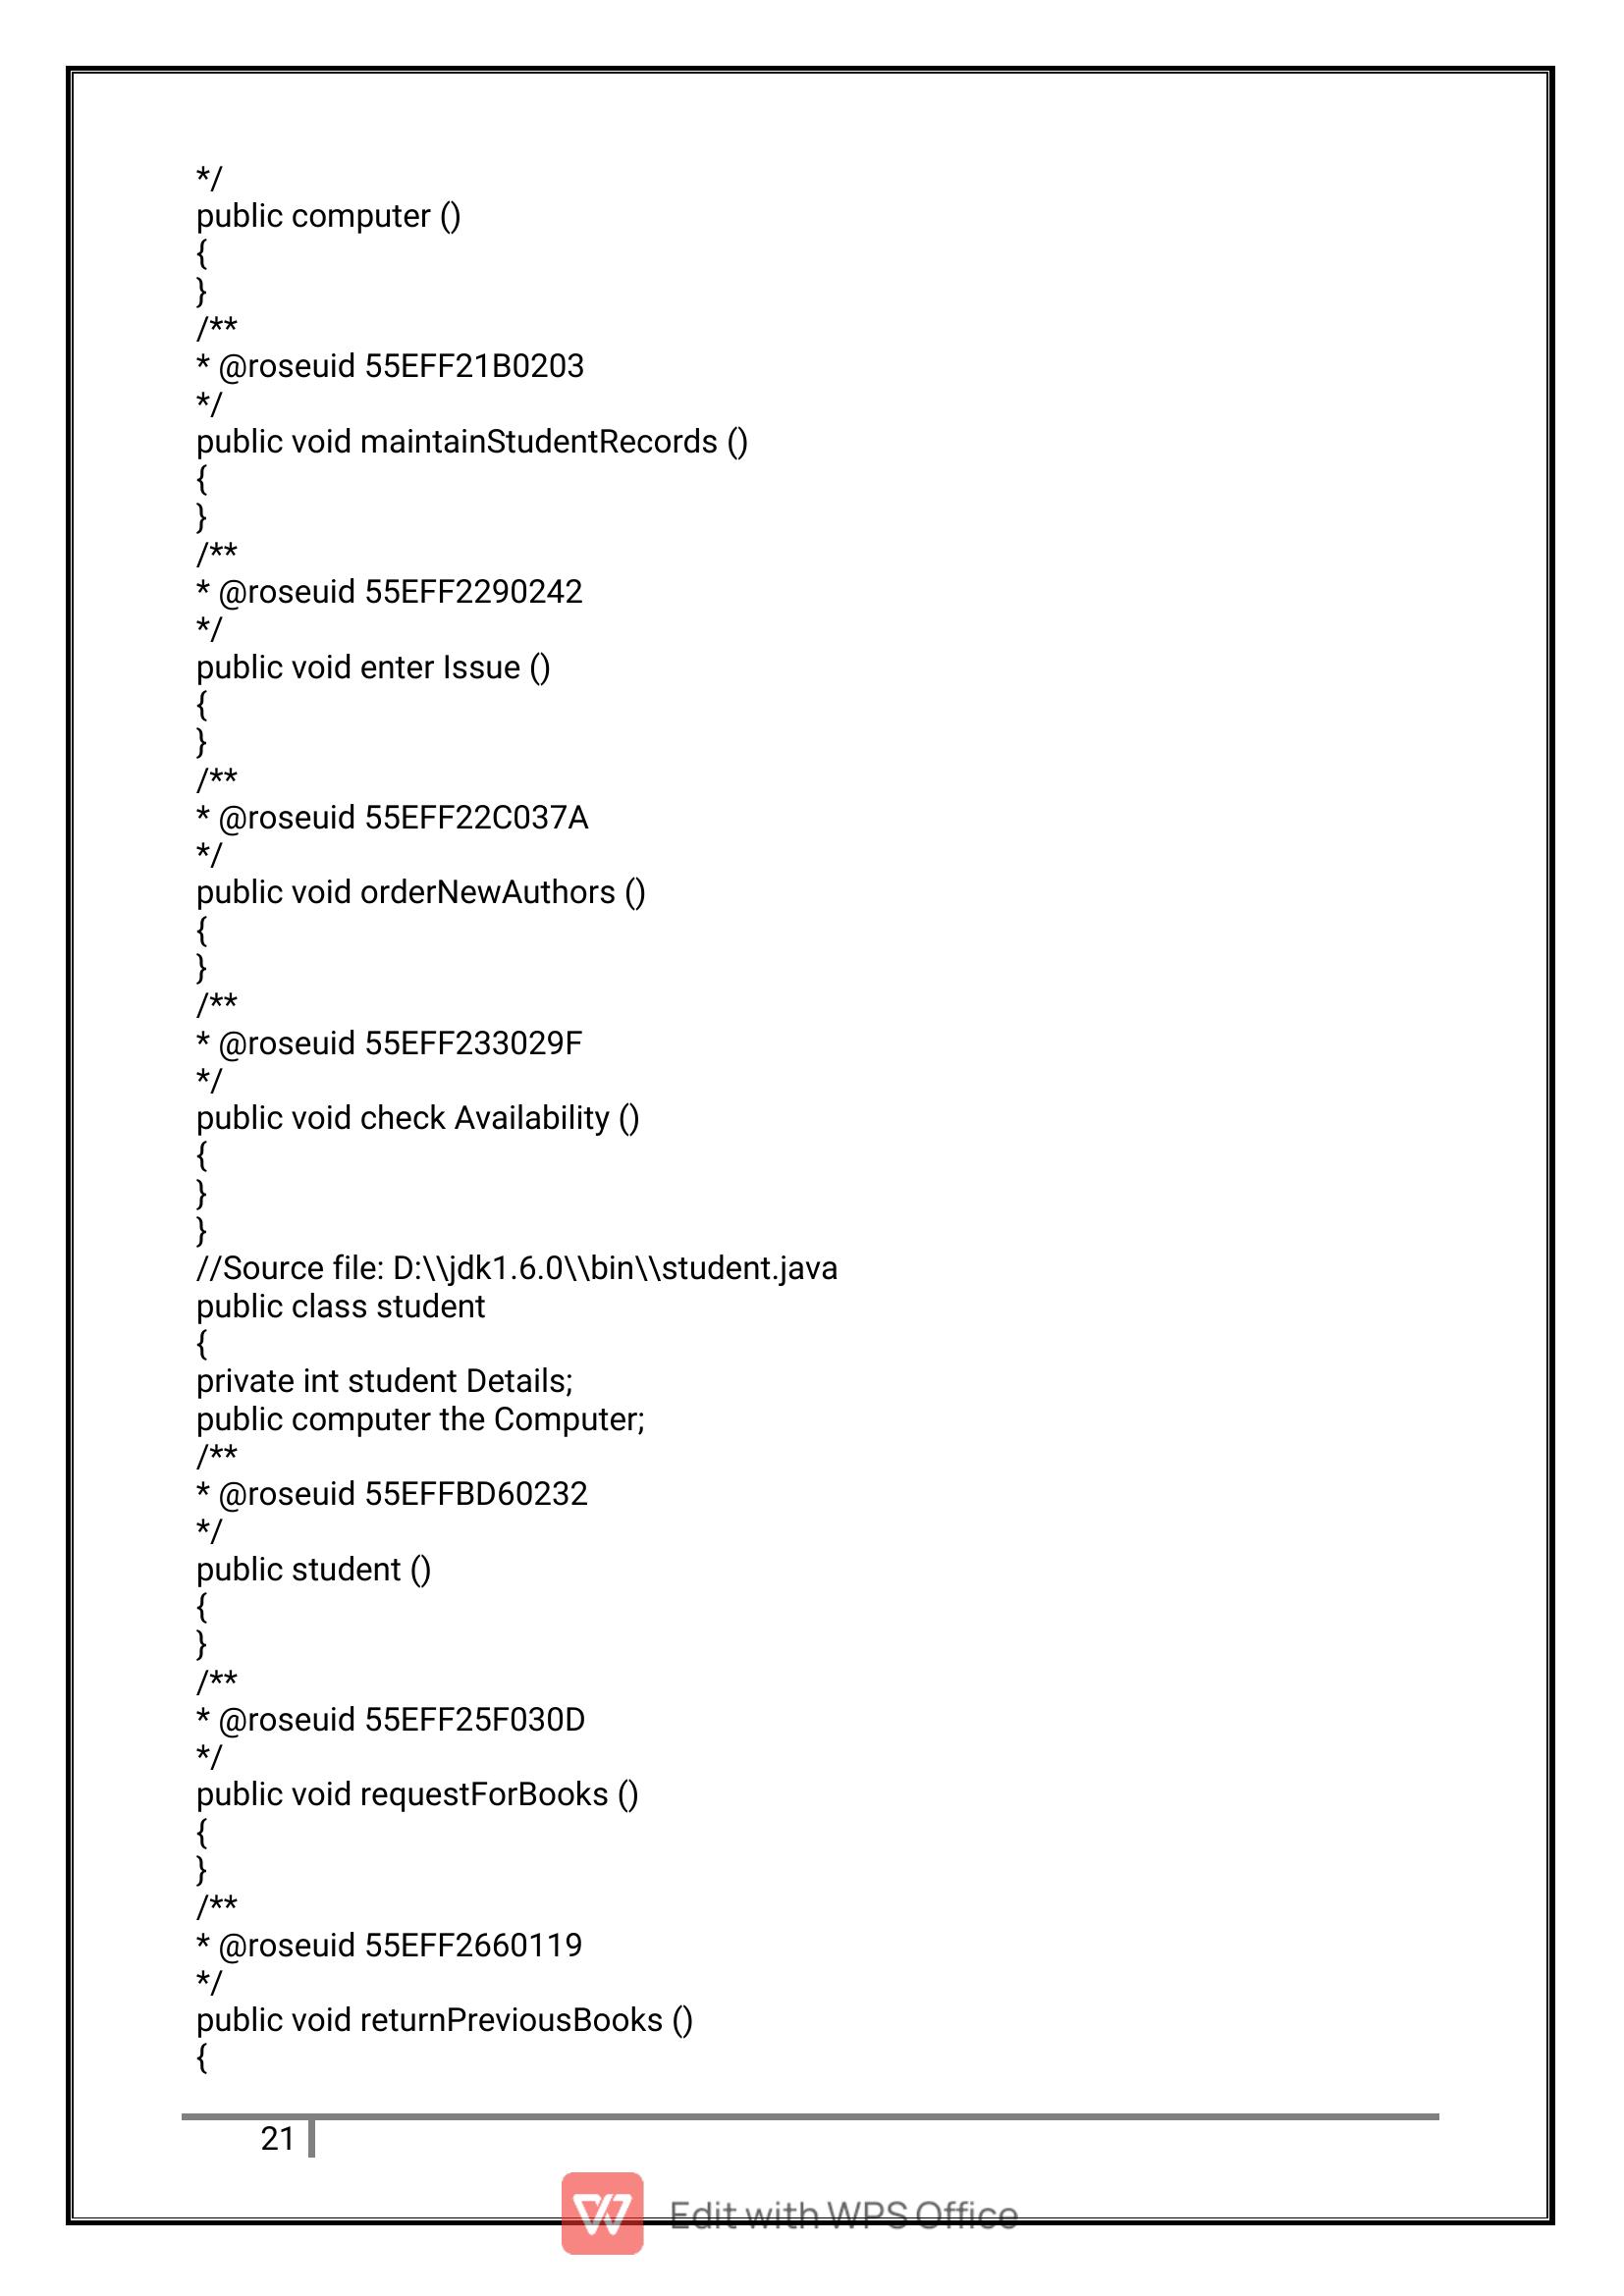 */
public computer ()
{
}
/**
* @roseuid 55EFF21B0203
*/
public void maintainStudentRecords ()
{
}
/**
* @roseuid 55EFF2290242
*/
public void enter Issue ()
{
}
/**
* @roseuid 55EFF22C037A
*/
public void orderNewAuthors ()
{
}
/**
* @roseuid 55EFF233029F
*/
public void check Availability ()
{
}
}
//Source file: D:\\jdk1.6.0\\bin\\student.java
public class student
{
private int student Details;
public computer the Computer;
/**
* @roseuid 55EFFBD60232
*/
public student ()
{
}
/**
* @roseuid 55EFF25F030D
*/
public void requestForBooks ()
{
}
/**
* @roseuid 55EFF2660119
*/
public void returnPreviousBooks ()
{
21
Edit with WPS Office